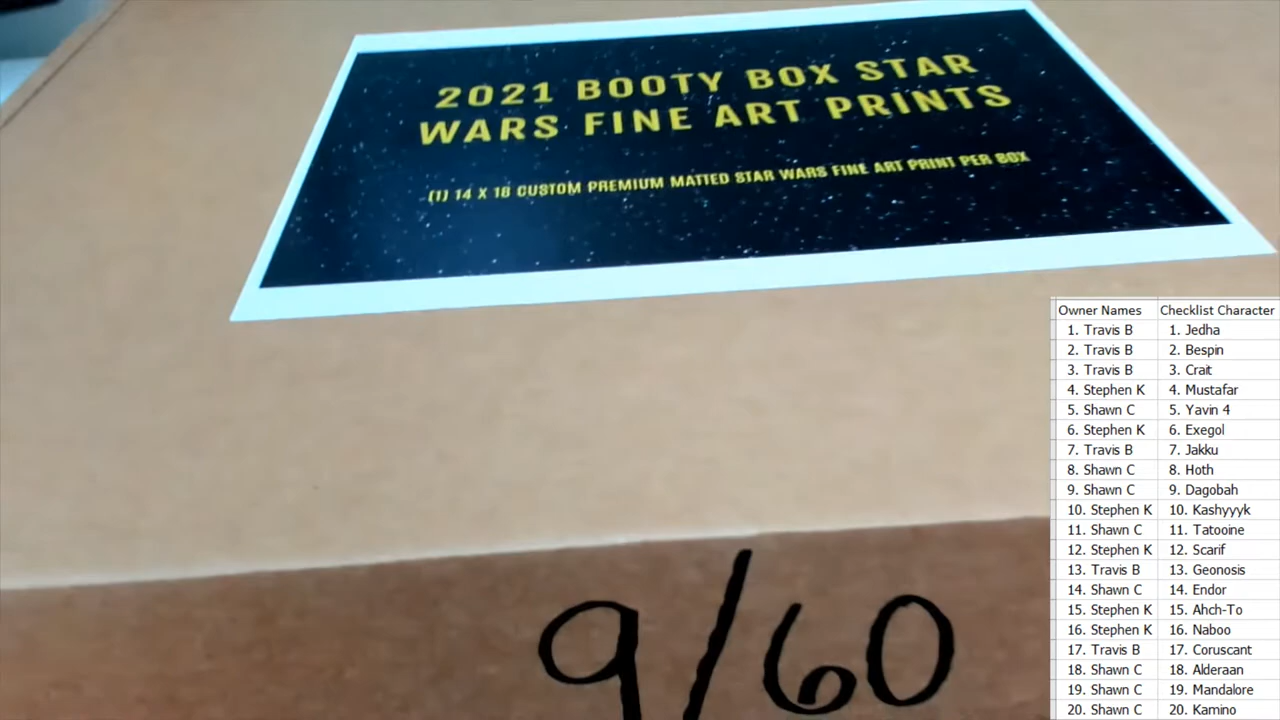 2021 BOOTY BOX STAR
WARS FINE ART PRINTS
(1) 14 X 18 CUSTOM PREMIUM MATTED STAR WARS FINE ART PRINT PER BOX
9/60
Owner Names Checklist Character
1. Travis B 1. Jedha
2. Travis B 2. Bespin
3. Travis B 3. Crait
4. Stephen K 4. Mustafar
5. Shawn C 5. Yavin 4
6. Stephen K 6. Exegol
7. Travis B 7. Jakku
8. Shawn C 8. Hoth
9. Shawn C 9. Dagobah
10. Stephen K 10. Kashyyyk
11. Shawn C 11. Tatooine
12. Stephen K 12. Scarif
13. Travis B 13. Geonosis
14. Shawn C 14. Endor
15. Stephen K 15. Ahch-To
16. Stephen K 16. Naboo
17. Travis B 17. Coruscant
18. Shawn C 18. Alderaan
19. Shawn C 19. Mandalore
20. Shawn C 20. Kamino